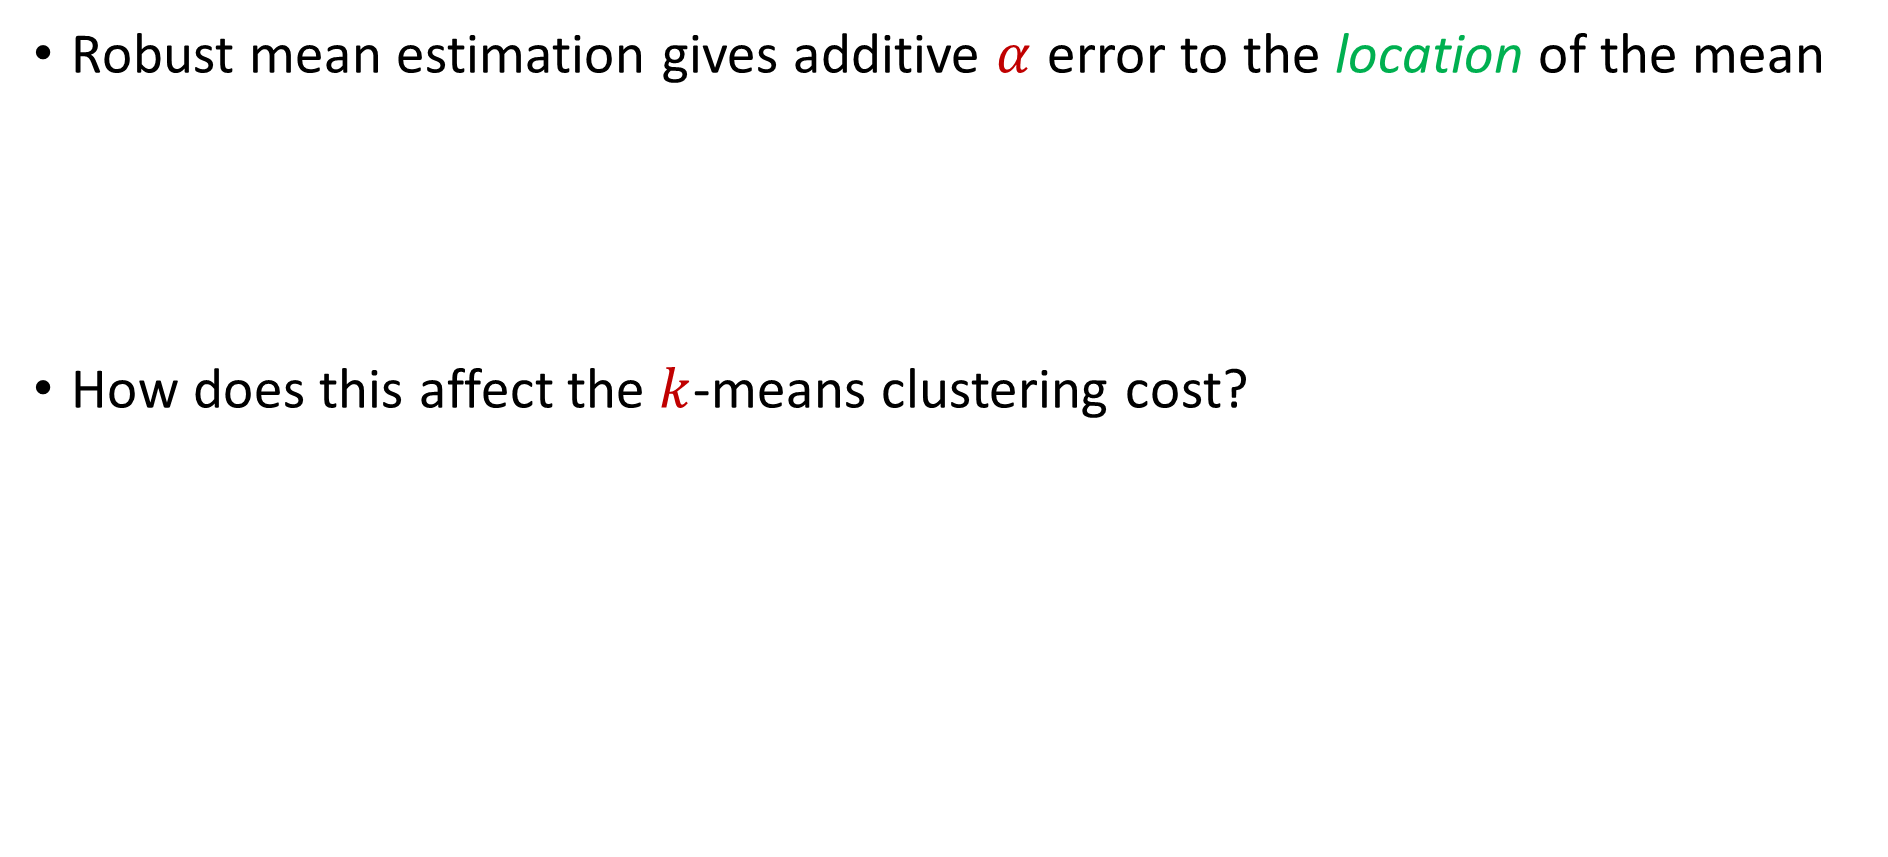 • Robust mean estimation gives additive α error to the location of the mean
• How does this affect the k-means clustering cost?